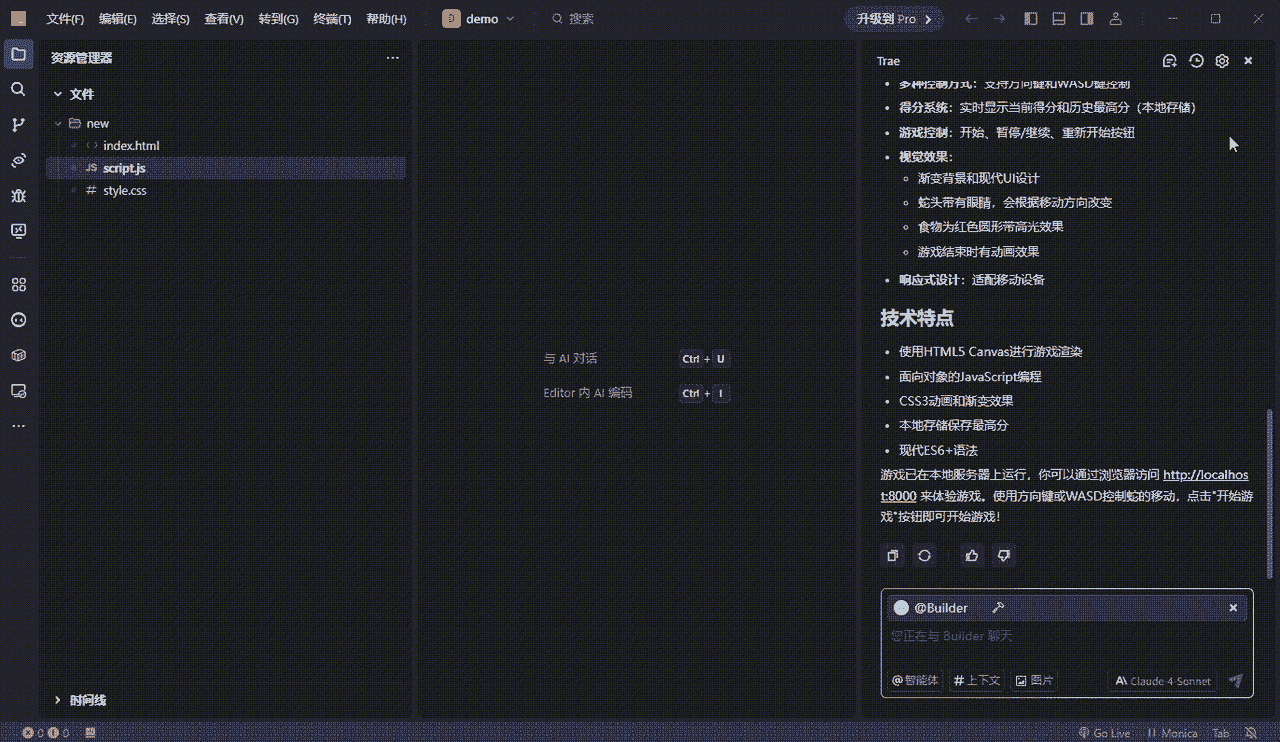 文件(F) 编辑(E) 选择(S) 查看(V) 转到(G) 终端(T) 帮助(H) D demo 搜索 升级到 Pro
资源管理器
文件
new
index.html
JS script.js
# style.css
时间线
与 AI 对话 Ctrl + U
Editor 内 AI 编码 Ctrl + I
Trae
多种控制方式：支持方向键和WASD键控制
得分系统：实时显示当前得分和历史最高分（本地存储）
游戏控制：开始、暂停/继续、重新开始按钮
视觉效果：
渐变背景和现代UI设计
蛇头带有眼睛，会根据移动方向改变
食物为红色圆形带高光效果
游戏结束时有动画效果
响应式设计：适配移动设备
技术特点
使用HTML5 Canvas进行游戏渲染
面向对象的JavaScript编程
CSS3动画和渐变效果
本地存储保存最高分
现代ES6+语法
游戏已在本地服务器上运行，你可以通过浏览器访问 http://localhos
t:8000 来体验游戏。使用方向键或WASD控制蛇的移动，点击"开始游
戏"按钮即可开始游戏！
@Builder
您正在与 Builder 聊天
@智能体 #上下文 图片 A\ Claude-4-Sonnet
0 0 Go Live Monica Tab